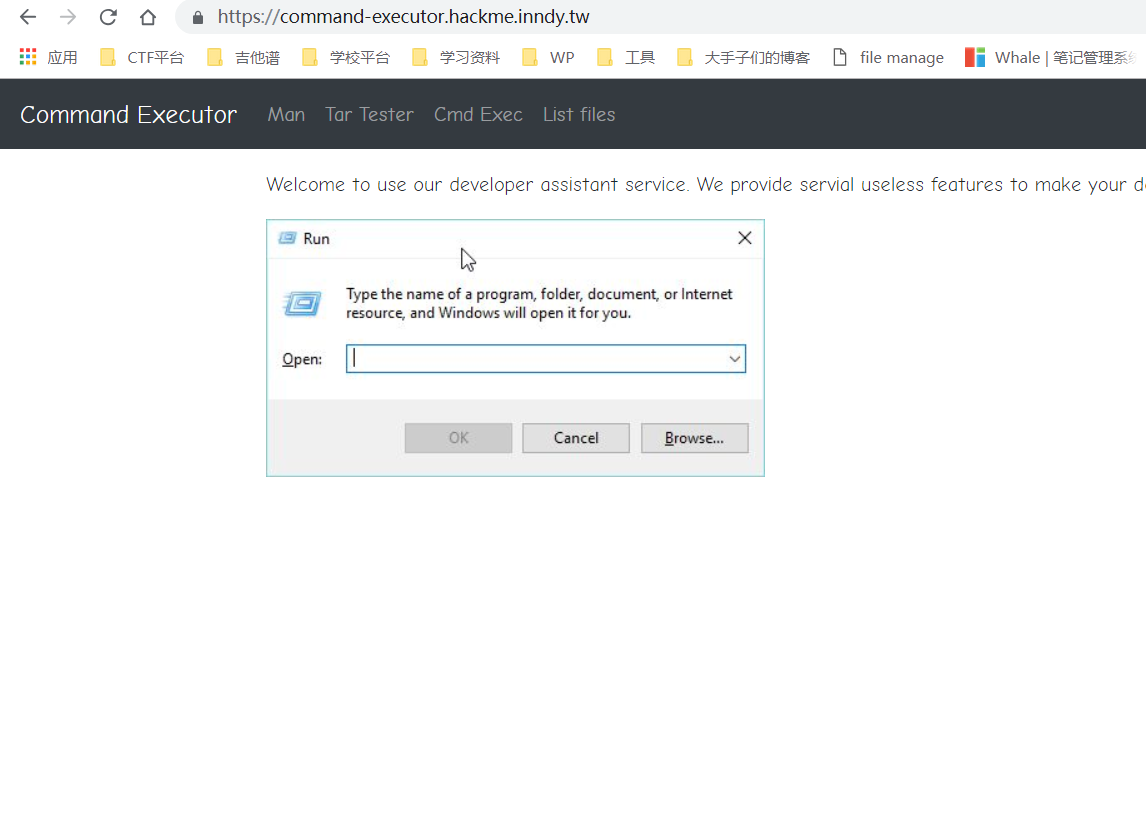 https://command-executor.hackme.inndy.tw
应用 CTF平台 吉他谱 学校平台 学习资料 WP 工具 大手子们的博客 file manage Whale | 笔记管理系
Command Executor Man Tar Tester Cmd Exec List files
Welcome to use our developer assistant service. We provide servial useless features to make your d
Run
Type the name of a program, folder, document, or Internet
resource, and Windows will open it for you.
Open:
OK Cancel Browse...